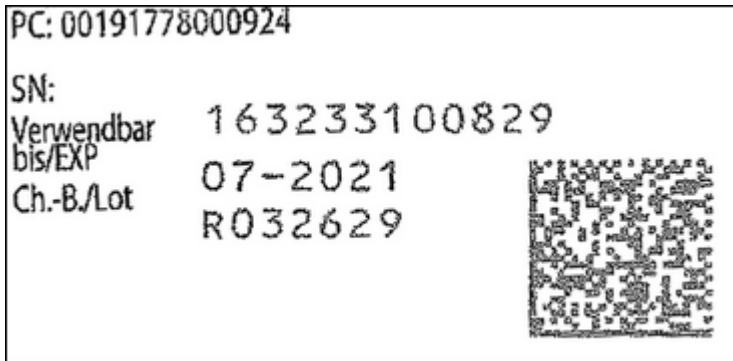 PC: 00191778000924
SN:
163233100829
Verwendbar
bis/EXP
07-2021
Ch.-B./Lot
R032629